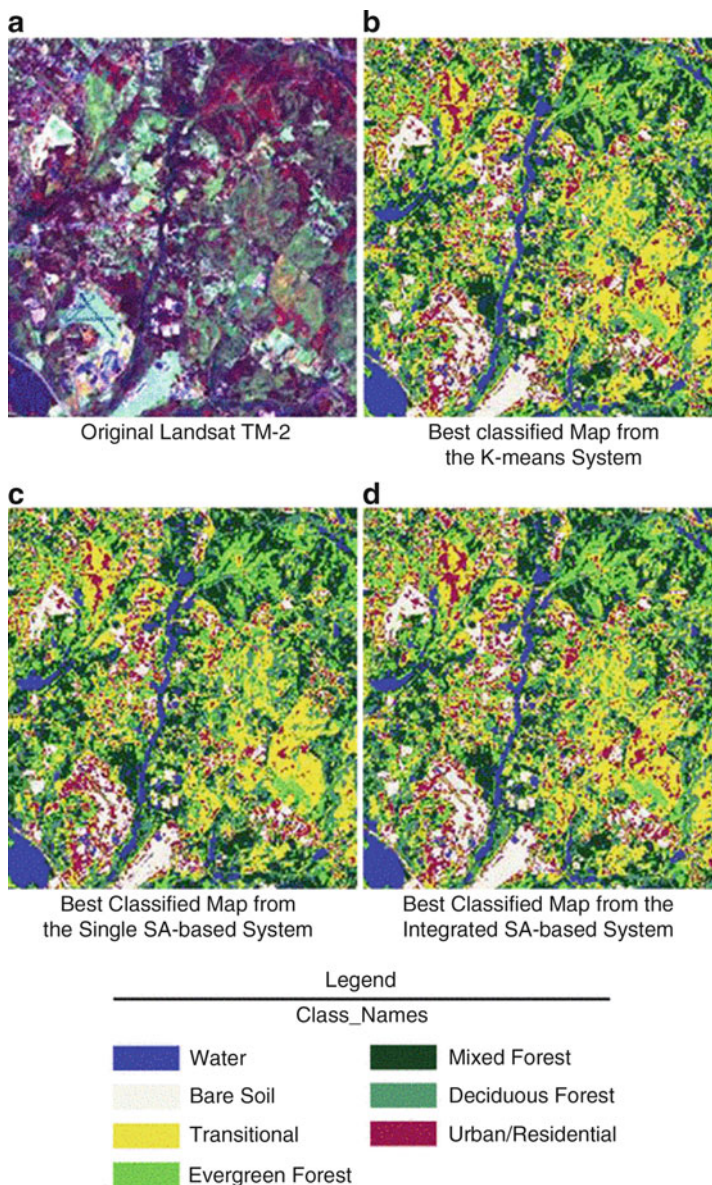 a
b
Original Landsat TM-2
Best classified Map from
the K-means System
c
d
Best Classified Map from
the Single SA-based System
Best Classified Map from the
Integrated SA-based System
Legend
Class_Names
Water
Mixed Forest
Bare Soil
Deciduous Forest
Transitional
Urban/Residential
Evergreen Forest